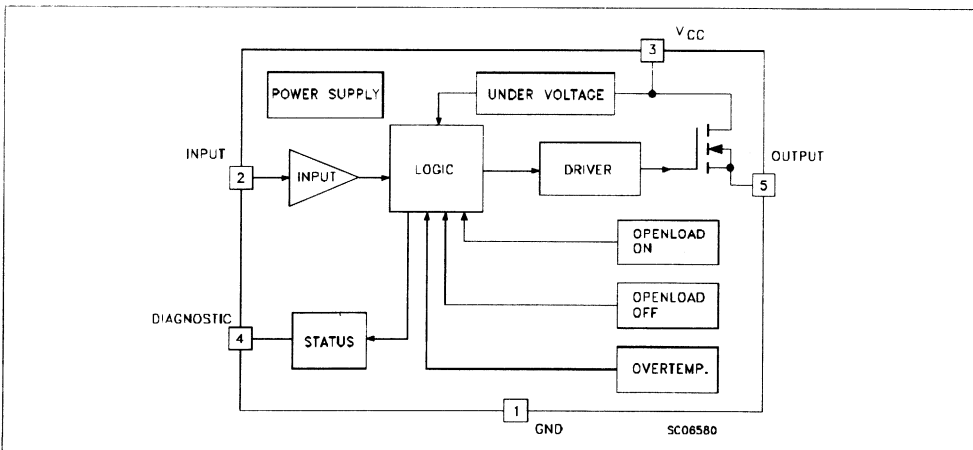 VCC
3
POWER SUPPLY
UNDER VOLTAGE
INPUT
2
INPUT
LOGIC
DRIVER
OUTPUT
5
OPENLOAD
ON
OPENLOAD
OFF
DIAGNOSTIC
4
STATUS
OVERTEMP.
1
GND
SC06580